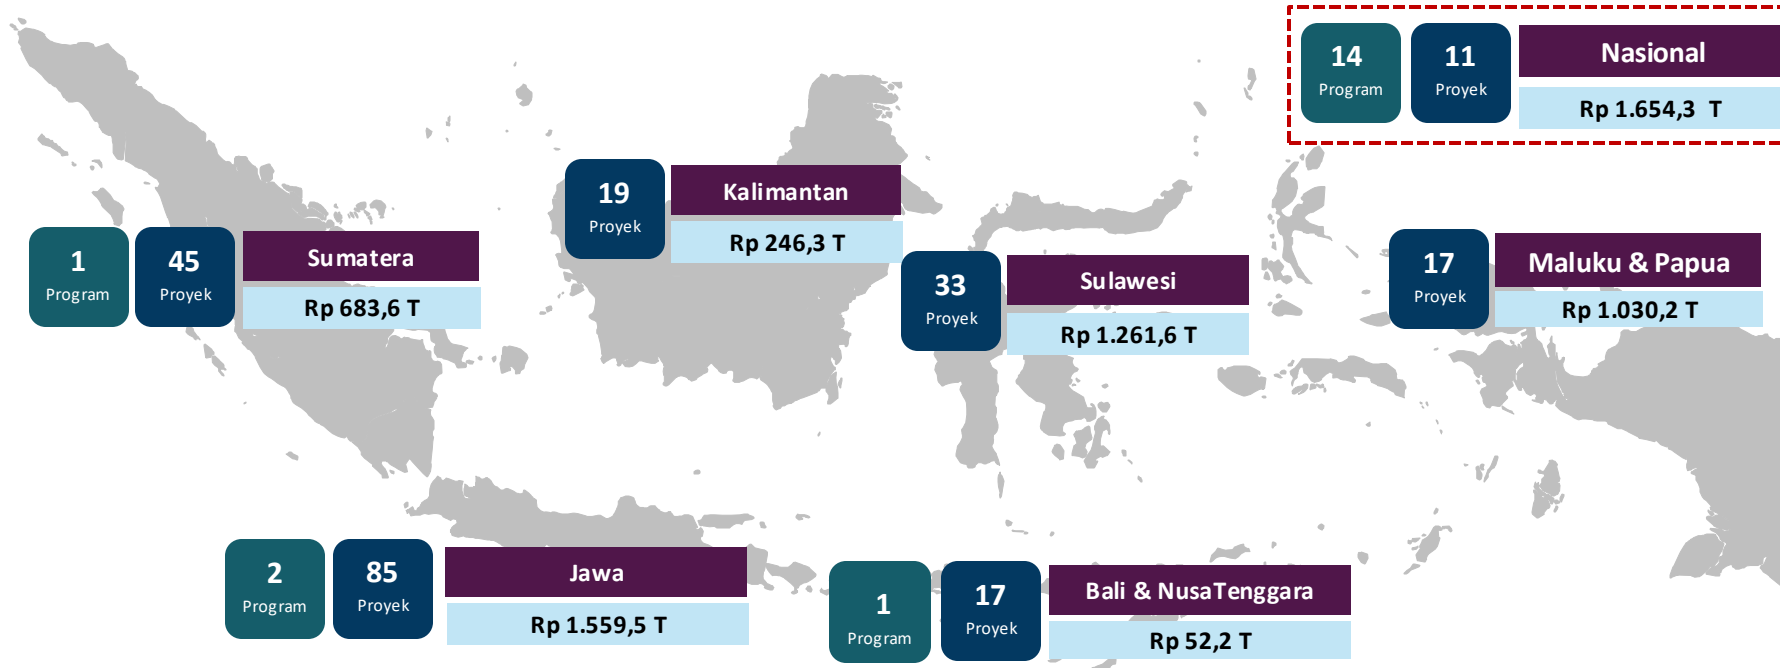 14
Program
11
Proyek
Nasional
Rp 1.654,3 T
19
Proyek
Kalimantan
Rp 246,3 T
1
Program
45
Proyek
Sumatera
Rp 683,6 T
33
Proyek
Sulawesi
Rp 1.261,6 T
17
Proyek
Maluku & Papua
Rp 1.030,2 T
2
Program
85
Proyek
Jawa
Rp 1.559,5 T
1
Program
17
Proyek
Bali & NusaTenggara
Rp 52,2 T